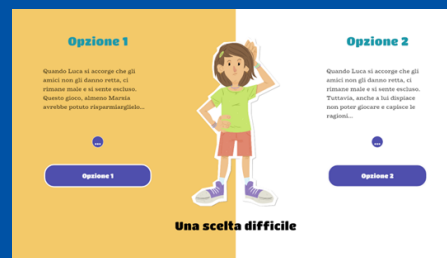 Opzione 1
Quando Luca si accorge che gli
amici non gli danno retta, ci
rimane male e si sente escluso.
Questo gioco, almeno Marsia
avrebbe potuto risparmiarglielo...
...
Opzione 1
Opzione 2
Quando Luca si accorge che gli
amici non gli danno retta, ci
rimane male e si sente escluso.
Tuttavia, anche a lui dispiace
non poter giocare e capisce le
ragioni...
...
Opzione 2
Una scelta difficile